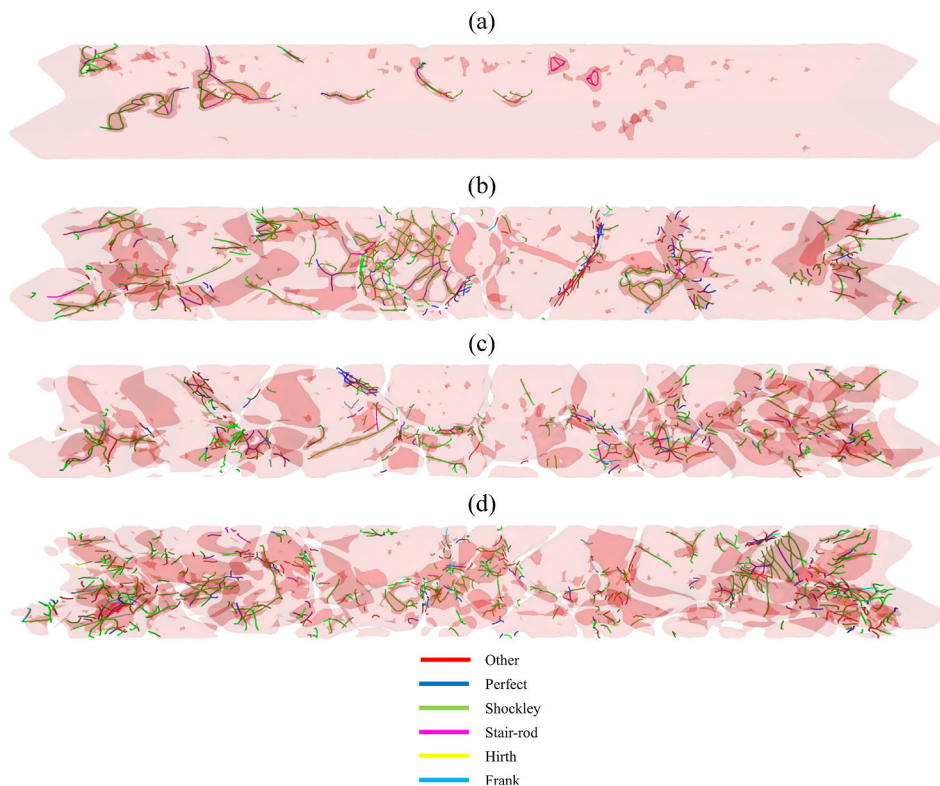 (a)
(b)
(c)
(d)
Other
Perfect
Shockley
Stair-rod
Hirth
Frank